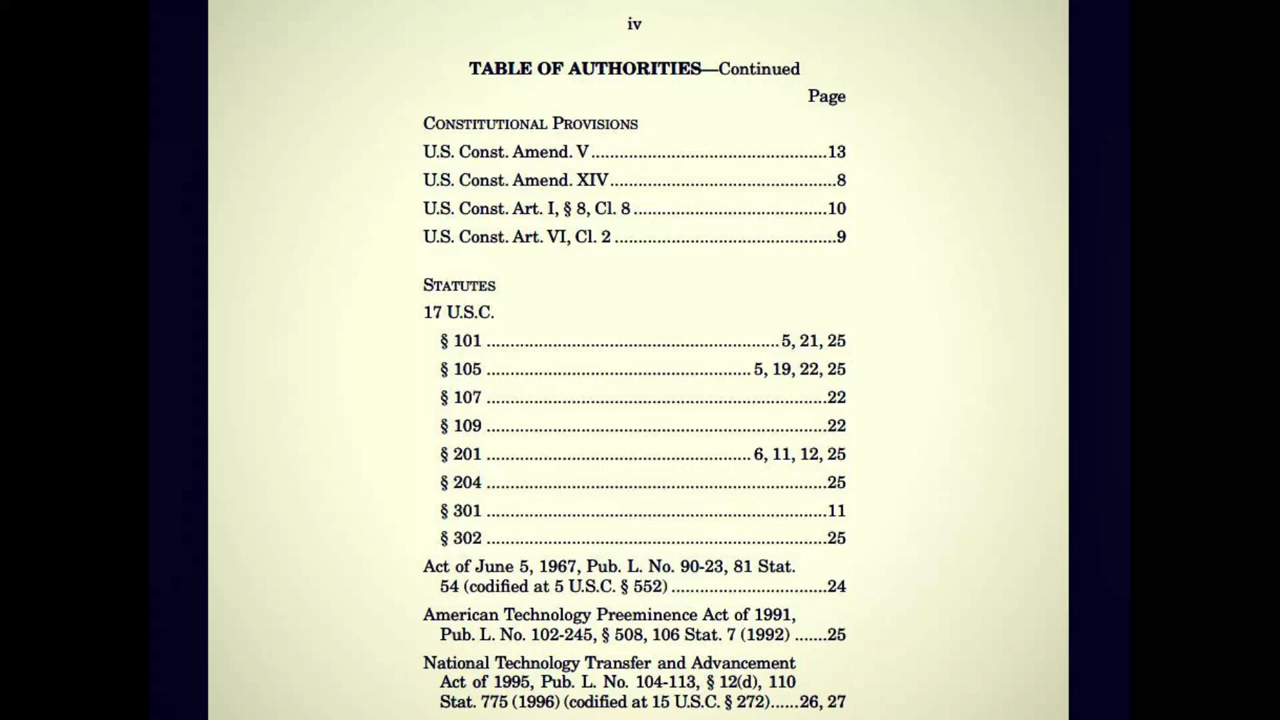 iv
TABLE OF AUTHORITIES—Continued
Page
CONSTITUTIONAL PROVISIONS
U.S. Const. Amend. V..................................................13
U.S. Const. Amend. XIV................................................8
U.S. Const. Art. I, § 8, Cl. 8.........................................10
U.S. Const. Art. VI, Cl. 2 ...............................................9
STATUTES
17 U.S.C.
§ 101 ..............................................................5, 21, 25
§ 105 .........................................................5, 19, 22, 25
§ 107 .........................................................................22
§ 109 .........................................................................22
§ 201 .........................................................6, 11, 12, 25
§ 204 .........................................................................25
§ 301 .........................................................................11
§ 302 .........................................................................25
Act of June 5, 1967, Pub. L. No. 90-23, 81 Stat.
54 (codified at 5 U.S.C. § 552) .................................24
American Technology Preeminence Act of 1991,
Pub. L. No. 102-245, § 508, 106 Stat. 7 (1992) .......25
National Technology Transfer and Advancement
Act of 1995, Pub. L. No. 104-113, § 12(d), 110
Stat. 775 (1996) (codified at 15 U.S.C. § 272)......26, 27